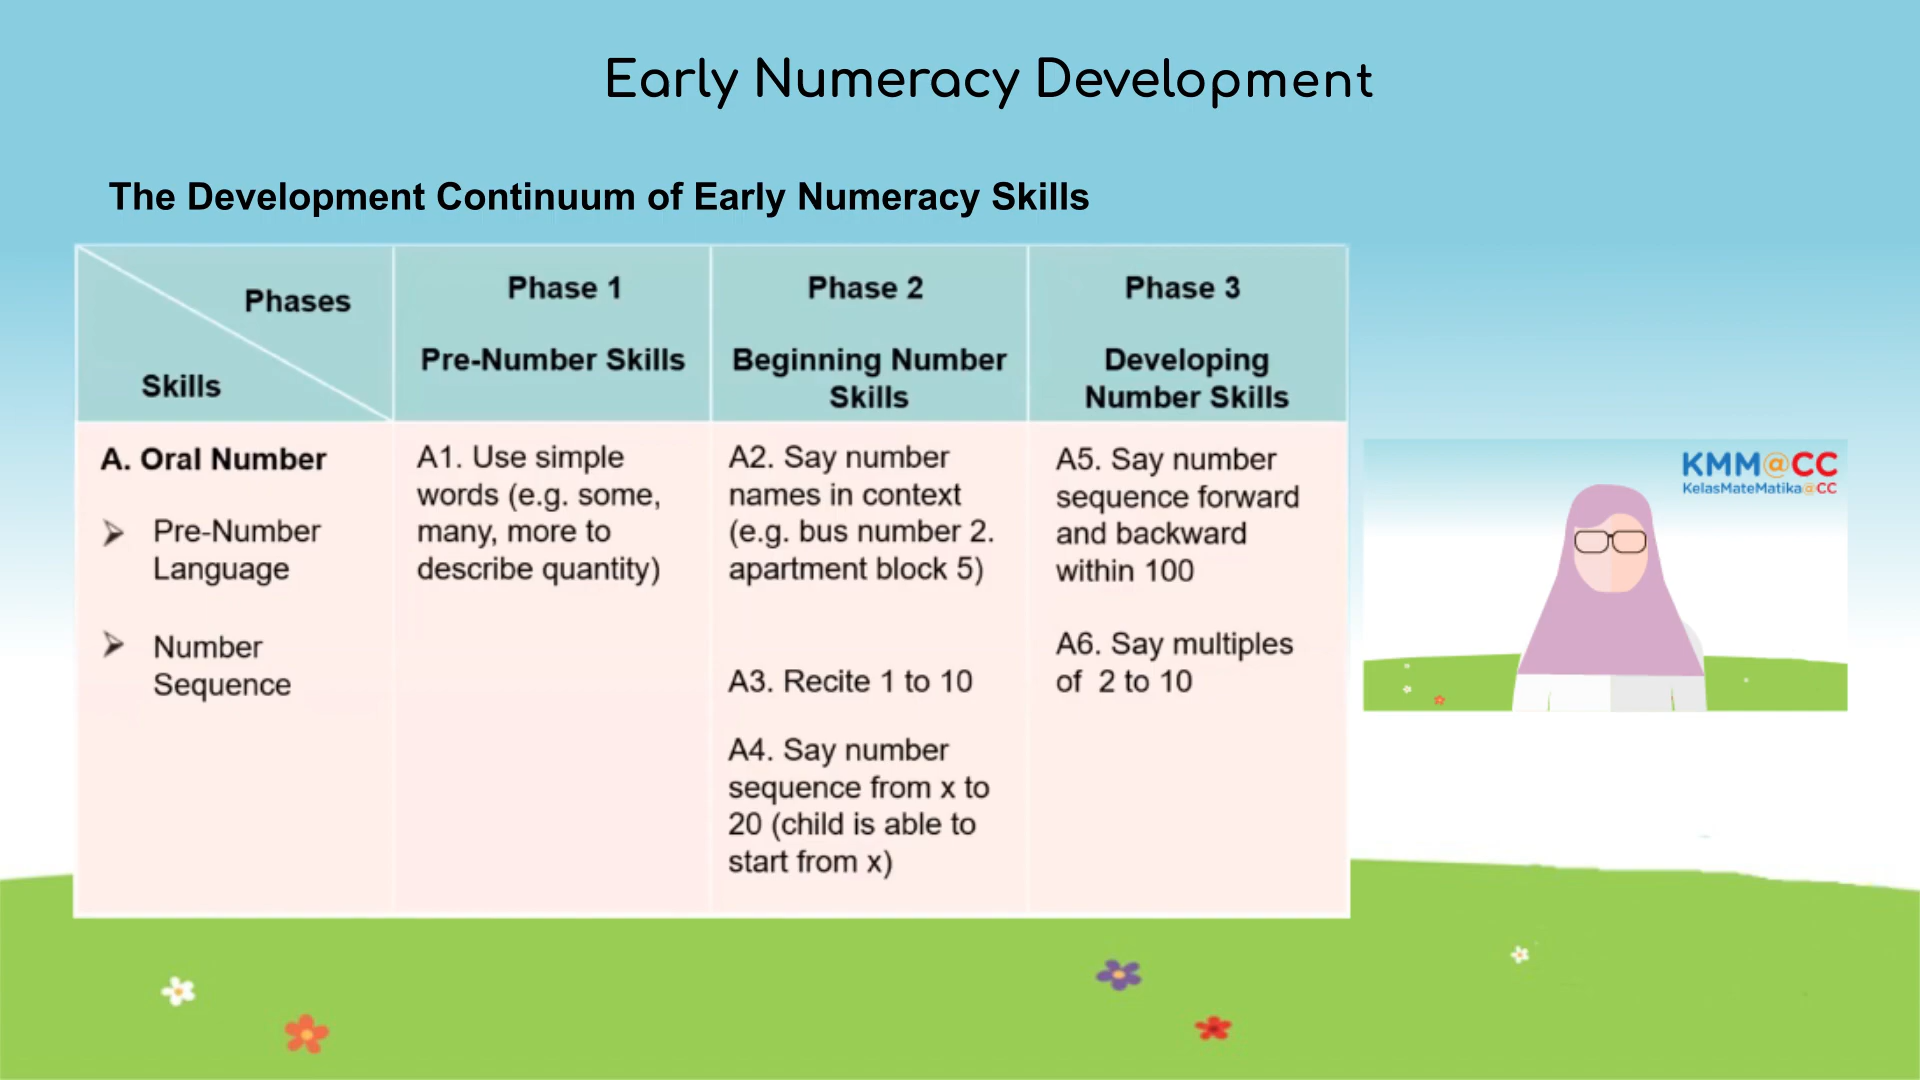 Early Numeracy Development
The Development Continuum of Early Numeracy Skills
Phases
Skills
Phase 1
Pre-Number Skills
Phase 2
Beginning Number
Skills
Phase 3
Developing
Number Skills
A. Oral Number
➢ Pre-Number
Language
➢ Number
Sequence
A1. Use simple
words (e.g. some,
many, more to
describe quantity)
A2. Say number
names in context
(e.g. bus number 2.
apartment block 5)
A3. Recite 1 to 10
A4. Say number
sequence from x to
20 (child is able to
start from x)
A5. Say number
sequence forward
and backward
within 100
A6. Say multiples
of 2 to 10
KMM@CC
KelasMateMatika@CC